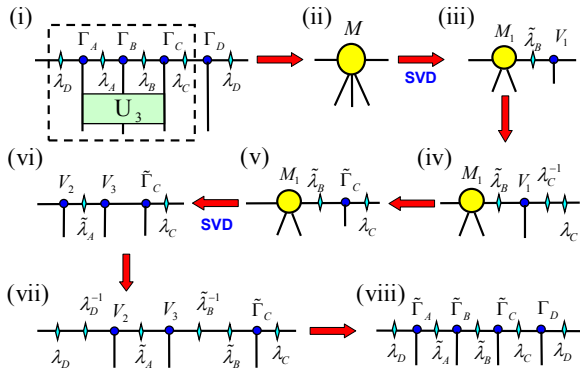 (i) Γ_A Γ_B Γ_C Γ_D
λ_D λ_A λ_B λ_C λ_D
U_3
(ii) M
SVD
(iii) M_1 λ̃_B V_1
(iv) M_1 λ̃_B V_1 λ_C^{-1}
λ_C
(v) M_1 λ̃_B Γ̃_C
λ_C
SVD
(vi) V_2 V_3 Γ̃_C
λ̃_A λ_C
(vii) λ_D^{-1} V_2 V_3 λ̃_B^{-1} Γ̃_C
λ_D λ̃_A λ̃_B λ_C
(viii) Γ̃_A Γ̃_B Γ̃_C Γ_D
λ_D λ̃_A λ̃_B λ_C λ_D